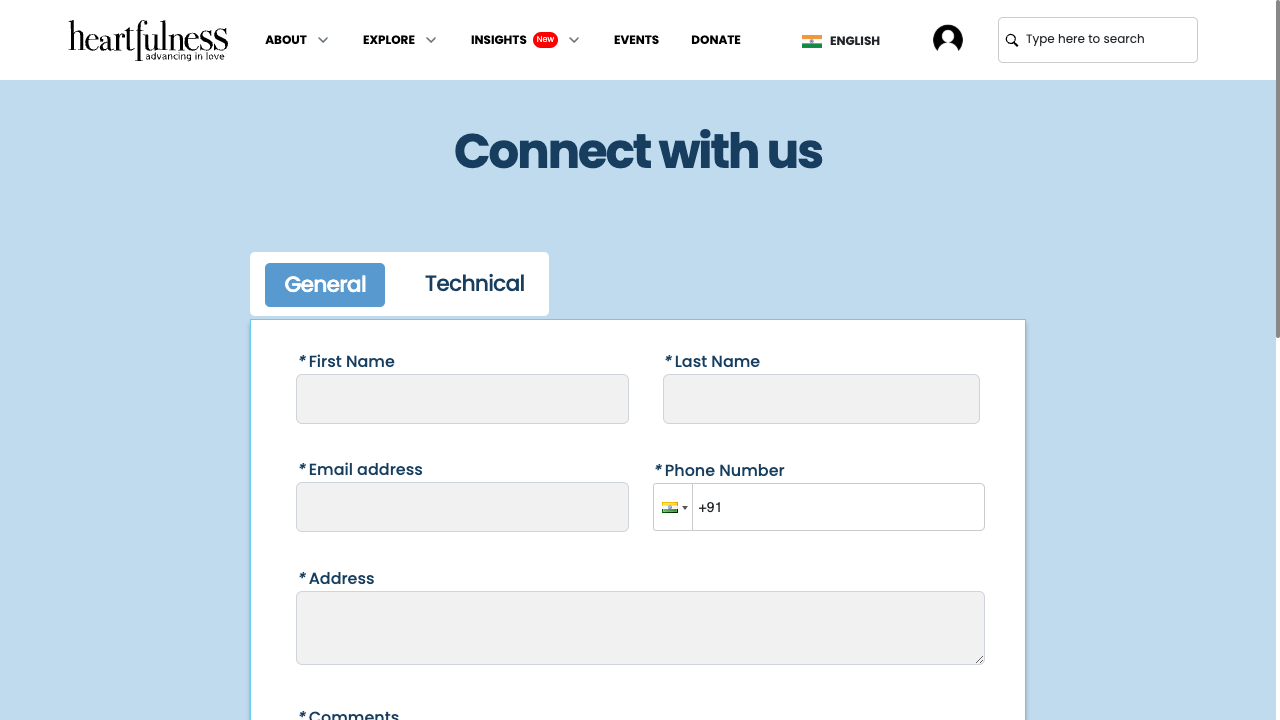 heartfulness
advancing in love
ABOUT
EXPLORE
INSIGHTS New
EVENTS
DONATE
ENGLISH
Type here to search
Connect with us
General
Technical
* First Name
* Last Name
* Email address
* Phone Number
+91
* Address
* Comments